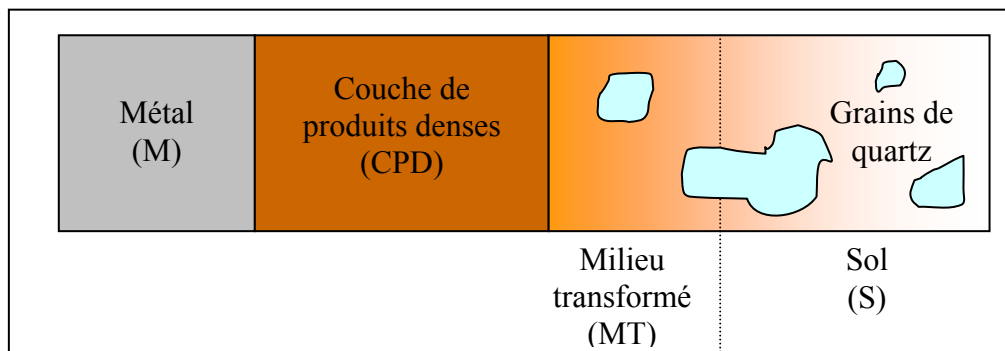 Métal
(M)
Couche de
produits denses
(CPD)
Grains de
quartz
Milieu
transformé
(MT)
Sol
(S)